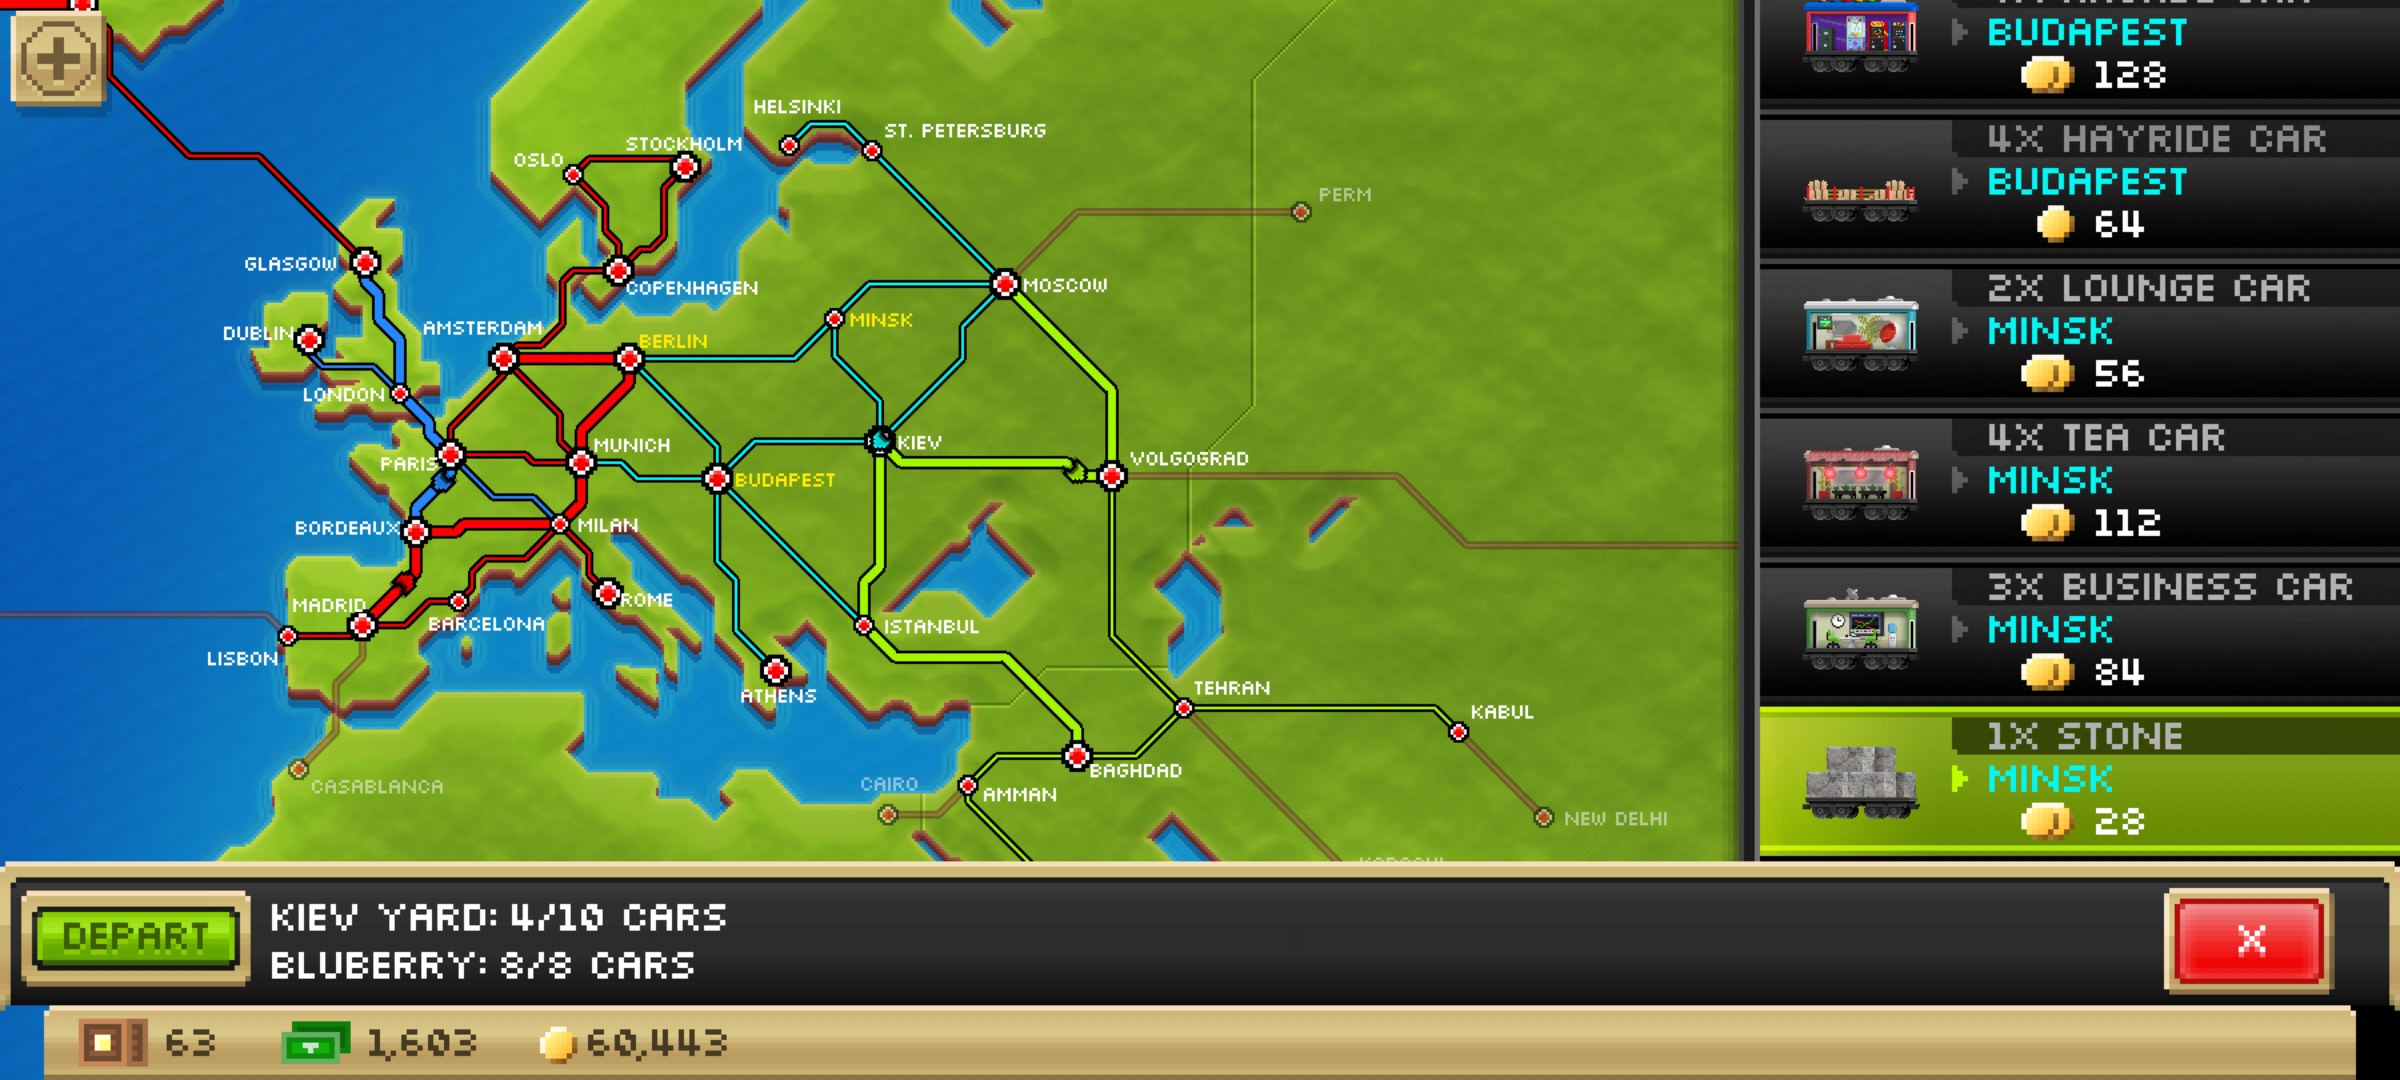 HELSINKI
ST. PETERSBURG
STOCKHOLM
OSLO
PERM
GLASGOW
COPENHAGEN
MOSCOW
DUBLIN
AMSTERDAM
MINSK
BERLIN
LONDON
MUNICH
KIEV
VOLGOGRAD
PARIS
BUDAPEST
BORDEAUX
MILAN
MADRID
ROME
BARCELONA
ISTANBUL
LISBON
ATHENS
TEHRAN
KABUL
CASABLANCA
CAIRO
BAGHDAD
AMMAN
NEW DELHI
BUDAPEST
128
4X HAYRIDE CAR
BUDAPEST
64
2X LOUNGE CAR
MINSK
56
4X TEA CAR
MINSK
112
3X BUSINESS CAR
MINSK
84
1X STONE
MINSK
28
DEPART
KIEV YARD: 4/10 CARS
BLUBERRY: 8/8 CARS
X
63
1,603
60,443